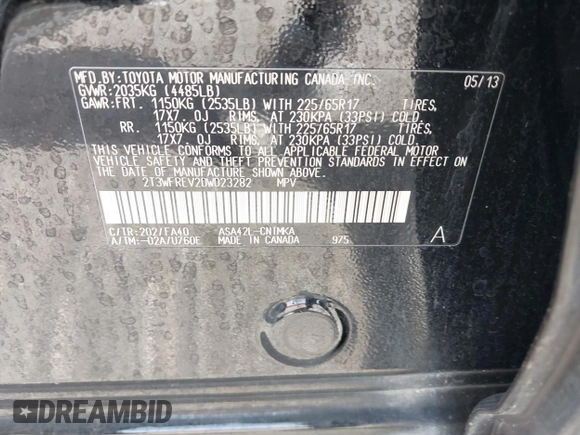 MFD.BY:TOYOTA MOTOR MANUFACTURING CANADA, INC. 05/13
GVWR:2035KG (4485LB)
GAWR:FRT. 1150KG (2535LB) WITH 225/65R17 TIRES,
17X7. OJ RIMS, AT 230KPA (33PSI) COLD
RR. 1150KG (2535LB) WITH 225/65R17 TIRES,
17X7. OJ RIMS, AT 230KPA (33PSI) COLD.
THIS VEHICLE CONFORMS TO ALL APPLICABLE FEDERAL MOTOR
VEHICLE SAFETY AND THEFT PREVENTION STANDARDS IN EFFECT ON
THE DATE OF MANUFACTURE SHOWN ABOVE.
2T3WFREV2DW023282 MPV
C/TR:202/FA40 ASA42L-CNTMKA
A/TM:-02A/U760E MADE IN CANADA 975 A
DREAMBID